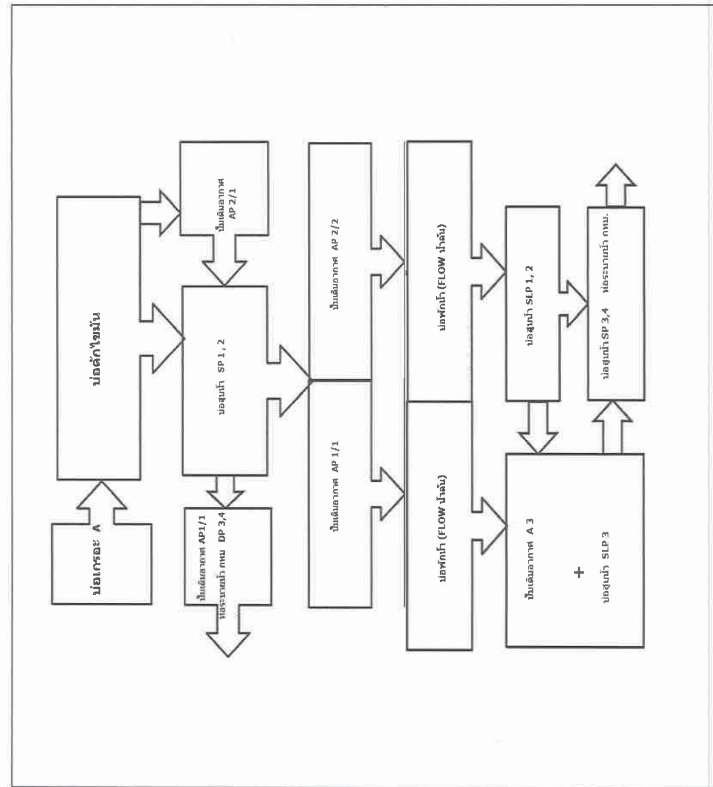 บ่อเกรอะ A
บ่อดักไขมัน
ปั๊มเติมอากาศ
AP 2/1
บ่อสูบน้ำ SP 1, 2
ปั๊มเติมอากาศ AP1/1
ท่อระบายน้ำ กทม DP 3,4
ปั๊มเติมอากาศ AP 1/1
ปั๊มเติมอากาศ AP 2/2
บ่อพักน้ำ (FLOW น้ำล้น)
บ่อพักน้ำ (FLOW น้ำล้น)
ปั๊มเติมอากาศ A 3
+
บ่อสูบน้ำ SLP 3
บ่อสูบน้ำ SLP 1, 2
บ่อสูบน้ำ SP 3,4 ท่อระบายน้ำ กทม.